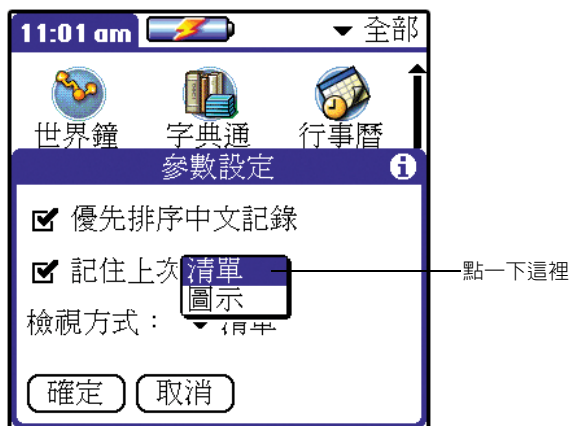 11:01 am 全部
世界鐘 字典通 行事曆
參數設定
優先排序中文記錄
記住上次
清單
點一下這裡
圖示
檢視方式： 清單
確定 取消